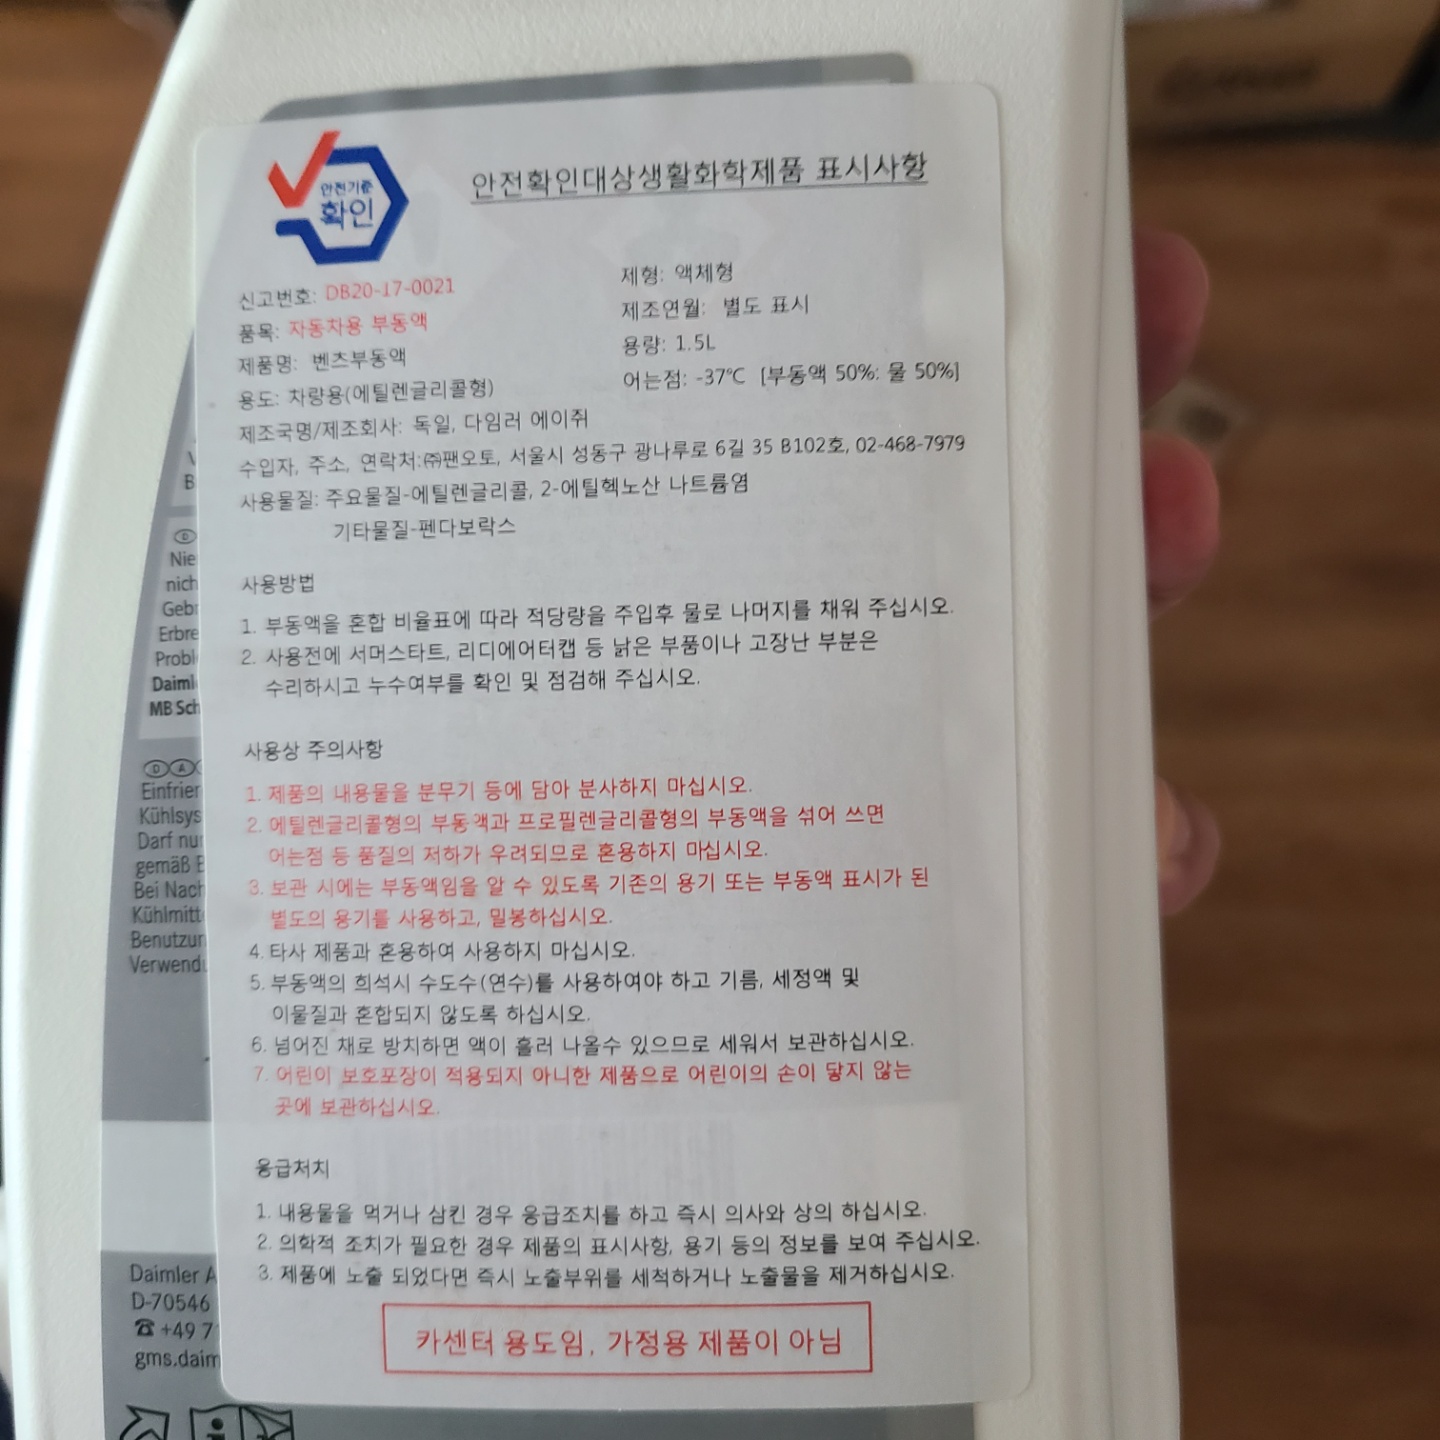 안전기준
확인
안전확인대상생활화학제품 표시사항
신고번호: DB20-17-0021
품목: 자동차용 부동액
제품명: 벤츠부동액
용도: 차량용(에틸렌글리콜형)
제형: 액체형
제조연월: 별도 표시
용량: 1.5L
어는점: -37℃ [부동액 50%: 물 50%]
제조국명/제조회사: 독일, 다임러 에이쥐
수입자, 주소, 연락처:㈜팬오토, 서울시 성동구 광나루로 6길 35 B102호, 02-468-7979
사용물질: 주요물질-에틸렌글리콜, 2-에틸헥노산 나트륨염
기타물질-펜다보락스
사용방법
1. 부동액을 혼합 비율표에 따라 적당량을 주입후 물로 나머지를 채워 주십시오.
2. 사용전에 서머스타트, 리디에어터캡 등 낡은 부품이나 고장난 부분은
수리하시고 누수여부를 확인 및 점검해 주십시오.
사용상 주의사항
1. 제품의 내용물을 분무기 등에 담아 분사하지 마십시오.
2. 에틸렌글리콜형의 부동액과 프로필렌글리콜형의 부동액을 섞어 쓰면
어는점 등 품질의 저하가 우려되므로 혼용하지 마십시오.
3. 보관 시에는 부동액임을 알 수 있도록 기존의 용기 또는 부동액 표시가 된
별도의 용기를 사용하고, 밀봉하십시오.
4. 타사 제품과 혼용하여 사용하지 마십시오.
5. 부동액의 희석시 수도수(연수)를 사용하여야 하고 기름, 세정액 및
이물질과 혼합되지 않도록 하십시오.
6. 넘어진 채로 방치하면 액이 흘러 나올수 있으므로 세워서 보관하십시오.
7. 어린이 보호포장이 적용되지 아니한 제품으로 어린이의 손이 닿지 않는
곳에 보관하십시오.
응급처치
1. 내용물을 먹거나 삼킨 경우 응급조치를 하고 즉시 의사와 상의 하십시오.
2. 의학적 조치가 필요한 경우 제품의 표시사항, 용기 등의 정보를 보여 주십시오.
3. 제품에 노출 되었다면 즉시 노출부위를 세척하거나 노출물을 제거하십시오.
카센터 용도임, 가정용 제품이 아님
D
Nie
nich
Gebr
Erbre
Probl
Daiml
MB Sch
D A
Einfrier
Kühlsys
Darf nur
gemäß B
Bei Nach
Kühlmitt
Benutzun
Verwend
Daimler A
D-70546
☎ +49 7
gms.daim